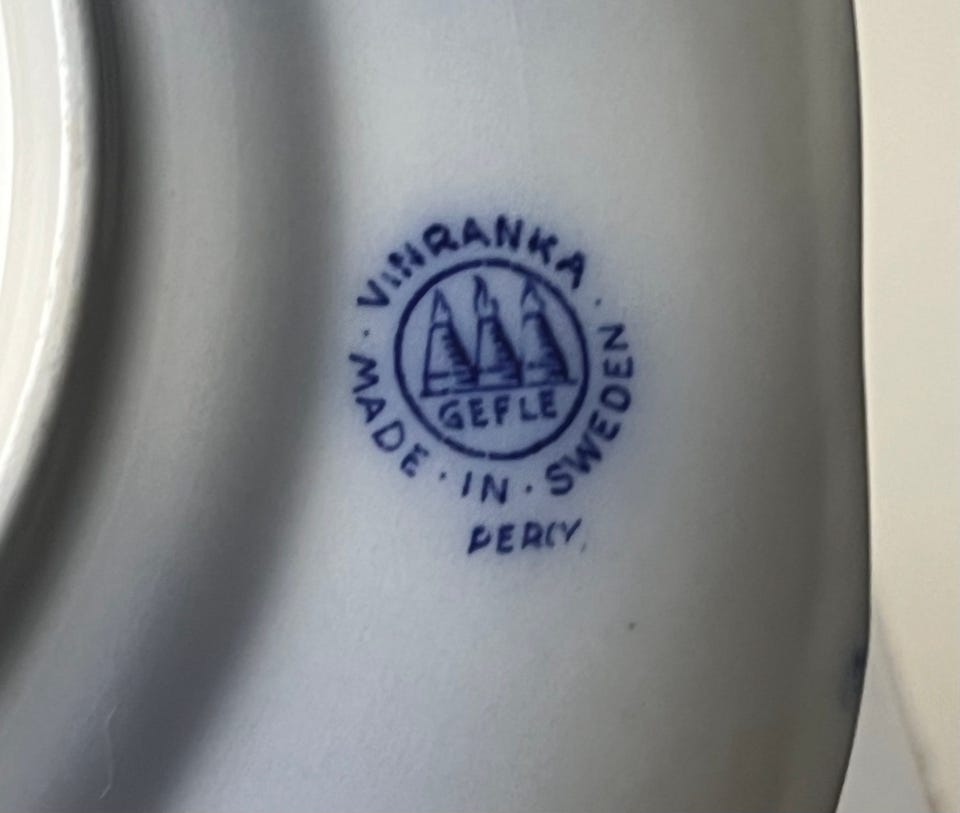 · VINRANKA ·
GEFLE
MADE · IN · SWEDEN
PERCY.